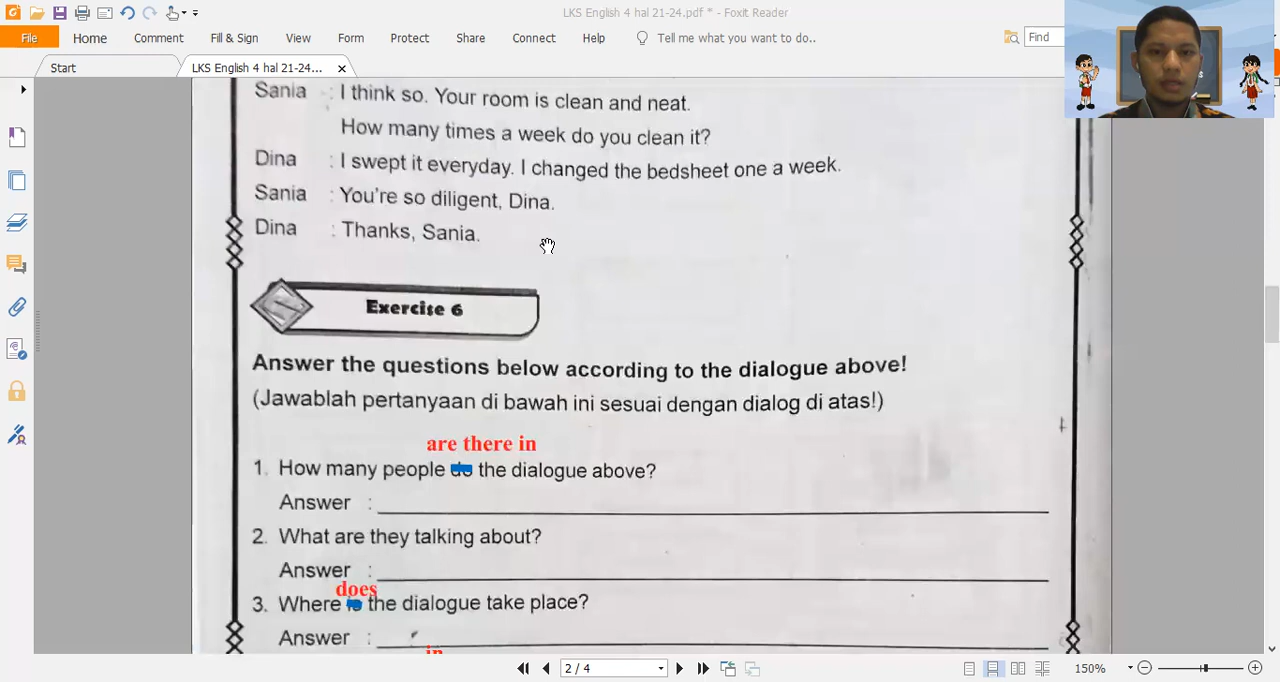 LKS English 4 hal 21-24.pdf * - Foxit Reader
File Home Comment Fill & Sign View Form Protect Share Connect Help Tell me what you want to do.. Find
Start LKS English 4 hal 21-24...
Sania : I think so. Your room is clean and neat.
How many times a week do you clean it?
Dina : I swept it everyday. I changed the bedsheet one a week.
Sania : You're so diligent, Dina.
Dina : Thanks, Sania.
Exercise 6
Answer the questions below according to the dialogue above!
(Jawablah pertanyaan di bawah ini sesuai dengan dialog di atas!)
are there in
1. How many people do the dialogue above?
Answer :
2. What are they talking about?
Answer :
does
3. Where is the dialogue take place?
Answer :
in
2 / 4
150%